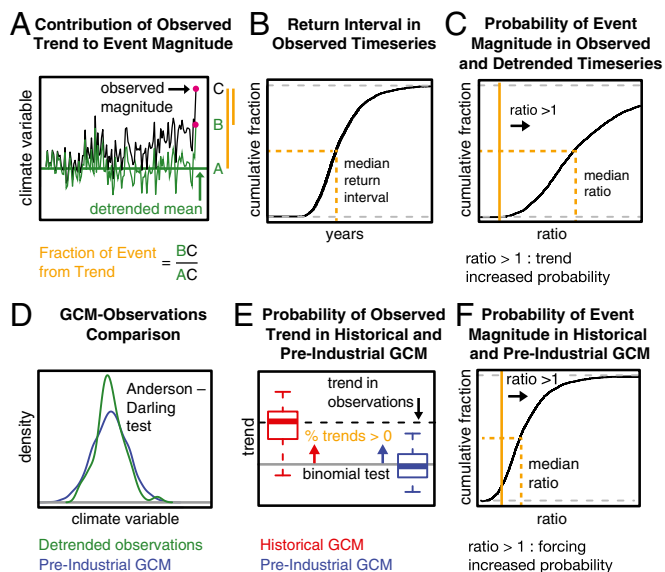 A
Contribution of Observed
Trend to Event Magnitude
climate variable
observed
magnitude
C
B
A
detrended mean
Fraction of Event
from Trend
=
BC
AC
B
Return Interval in
Observed Timeseries
cumulative fraction
median
return
interval
years
C
Probability of Event
Magnitude in Observed
and Detrended Timeseries
cumulative fraction
ratio >1
median
ratio
ratio
ratio > 1 : trend
increased probability
D
GCM-Observations
Comparison
density
Anderson –
Darling
test
climate variable
Detrended observations
Pre-Industrial GCM
E
Probability of Observed
Trend in Historical and
Pre-Industrial GCM
trend
trend in
observations
% trends > 0
binomial test
Historical GCM
Pre-Industrial GCM
F
Probability of Event
Magnitude in Historical
and Pre-Industrial GCM
cumulative fraction
ratio >1
median
ratio
ratio
ratio > 1 : forcing
increased probability